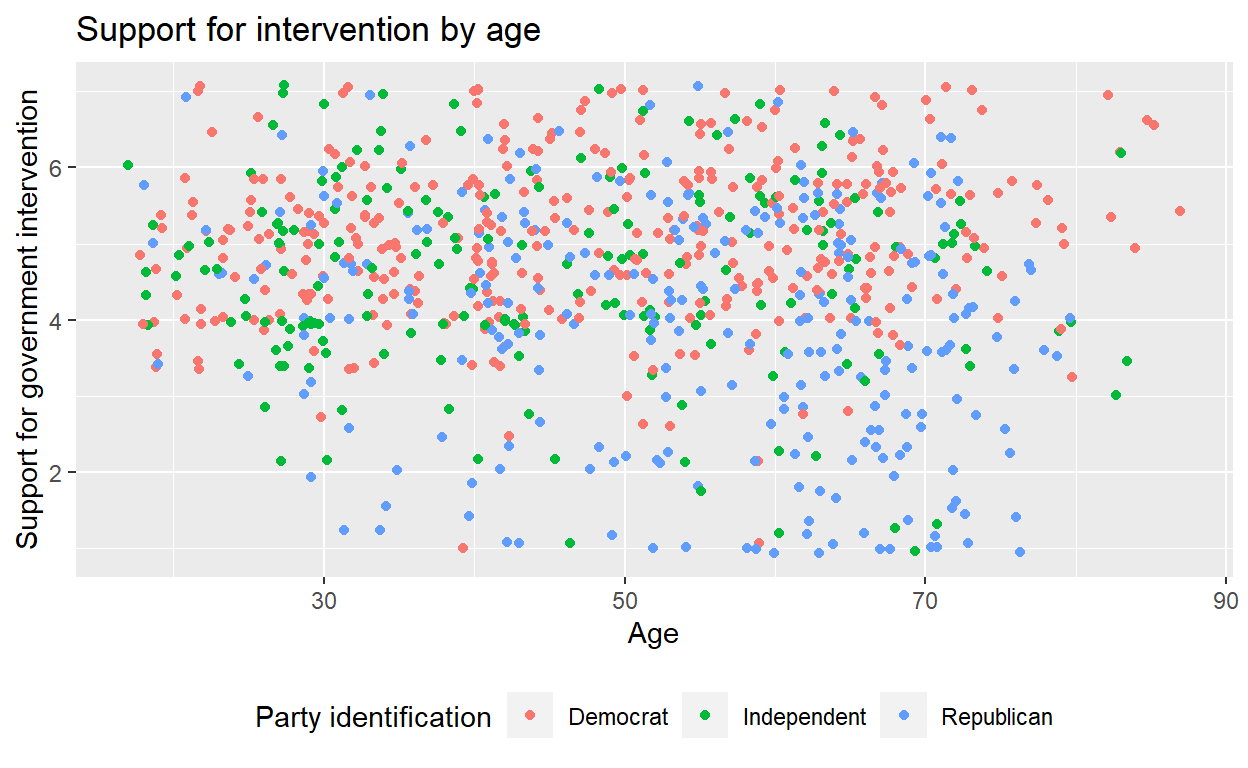 Support for intervention by age
Support for government intervention
6
4
2
30 50 70 90
Age
Party identification Democrat Independent Republican